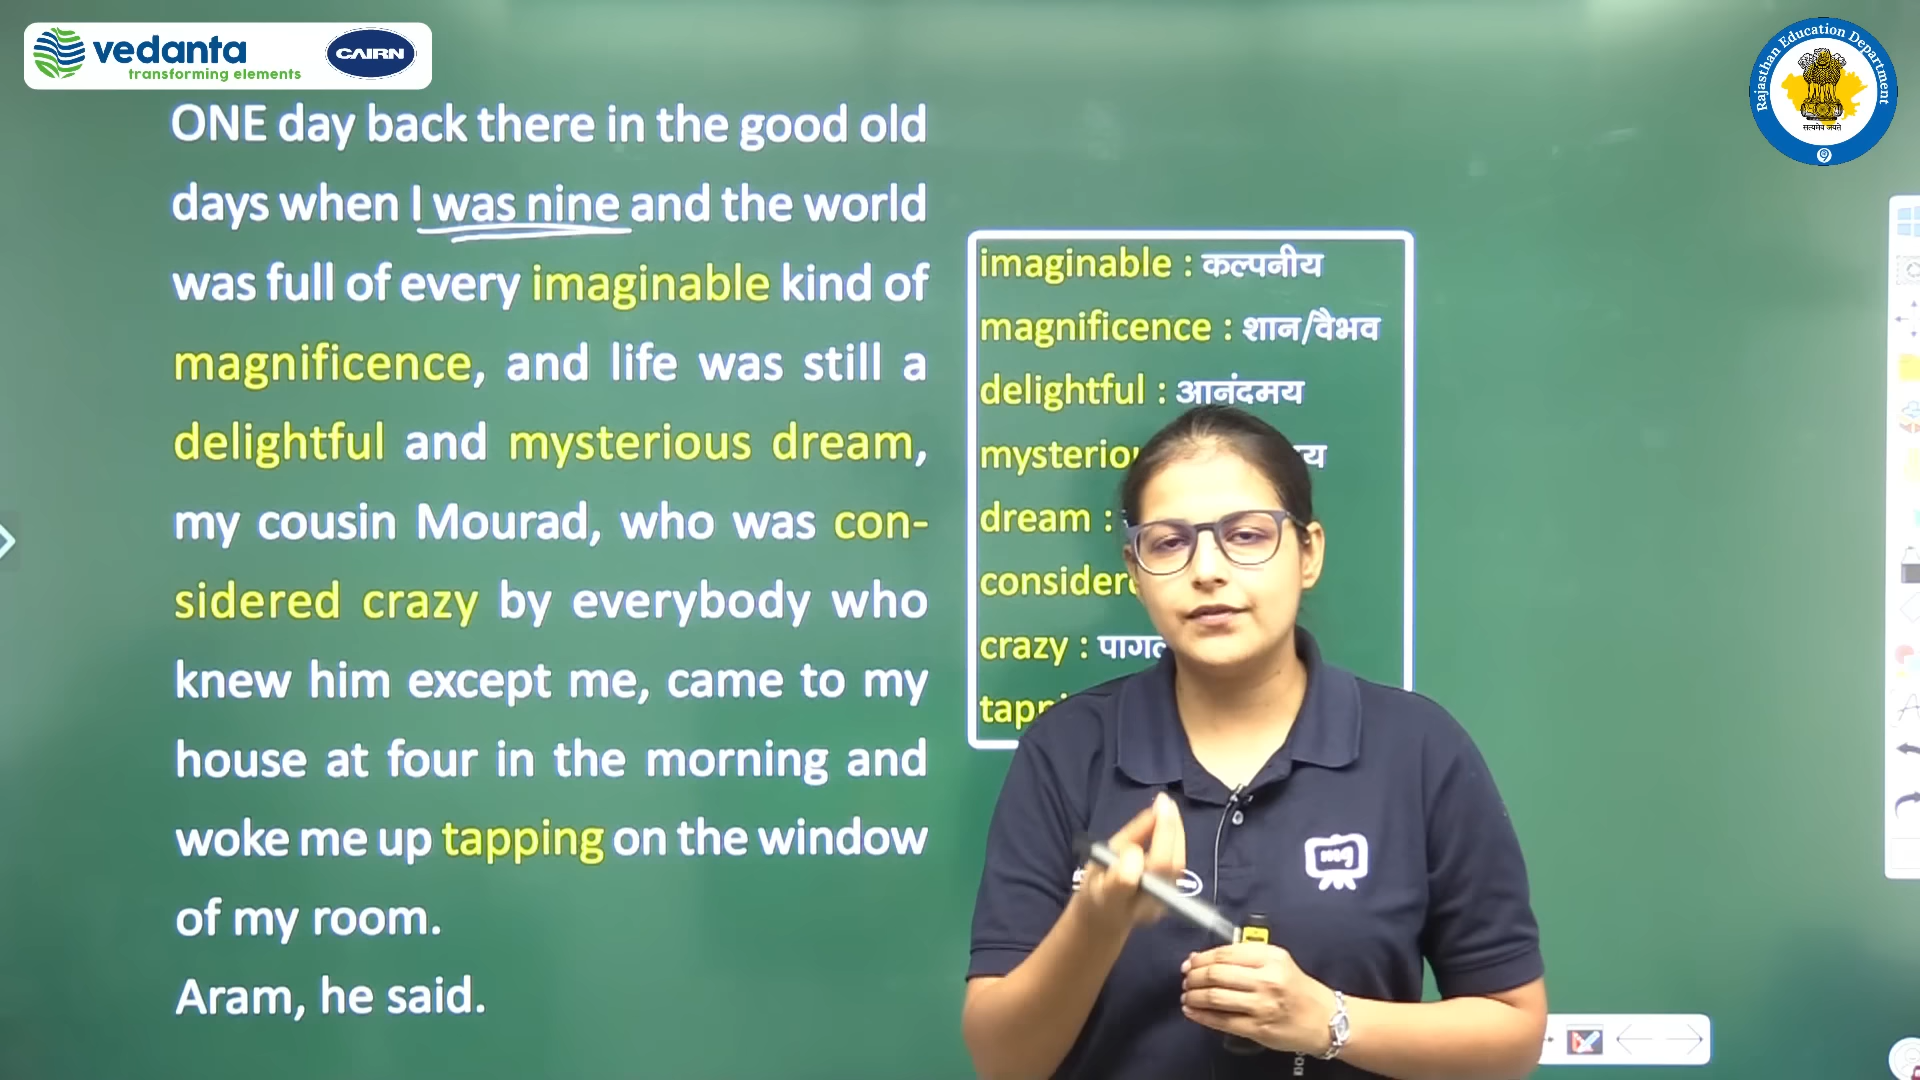 vedanta
transforming elements
CAIRN
Rajasthan Education Department
सत्यमेव जयते
ONE day back there in the good old
days when I was nine and the world
was full of every imaginable kind of
magnificence, and life was still a
delightful and mysterious dream,
my cousin Mourad, who was con-
sidered crazy by everybody who
knew him except me, came to my
house at four in the morning and
woke me up tapping on the window
of my room.
Aram, he said.
imaginable : कल्पनीय
magnificence : शान/वैभव
delightful : आनंदमय
dream :
crazy :